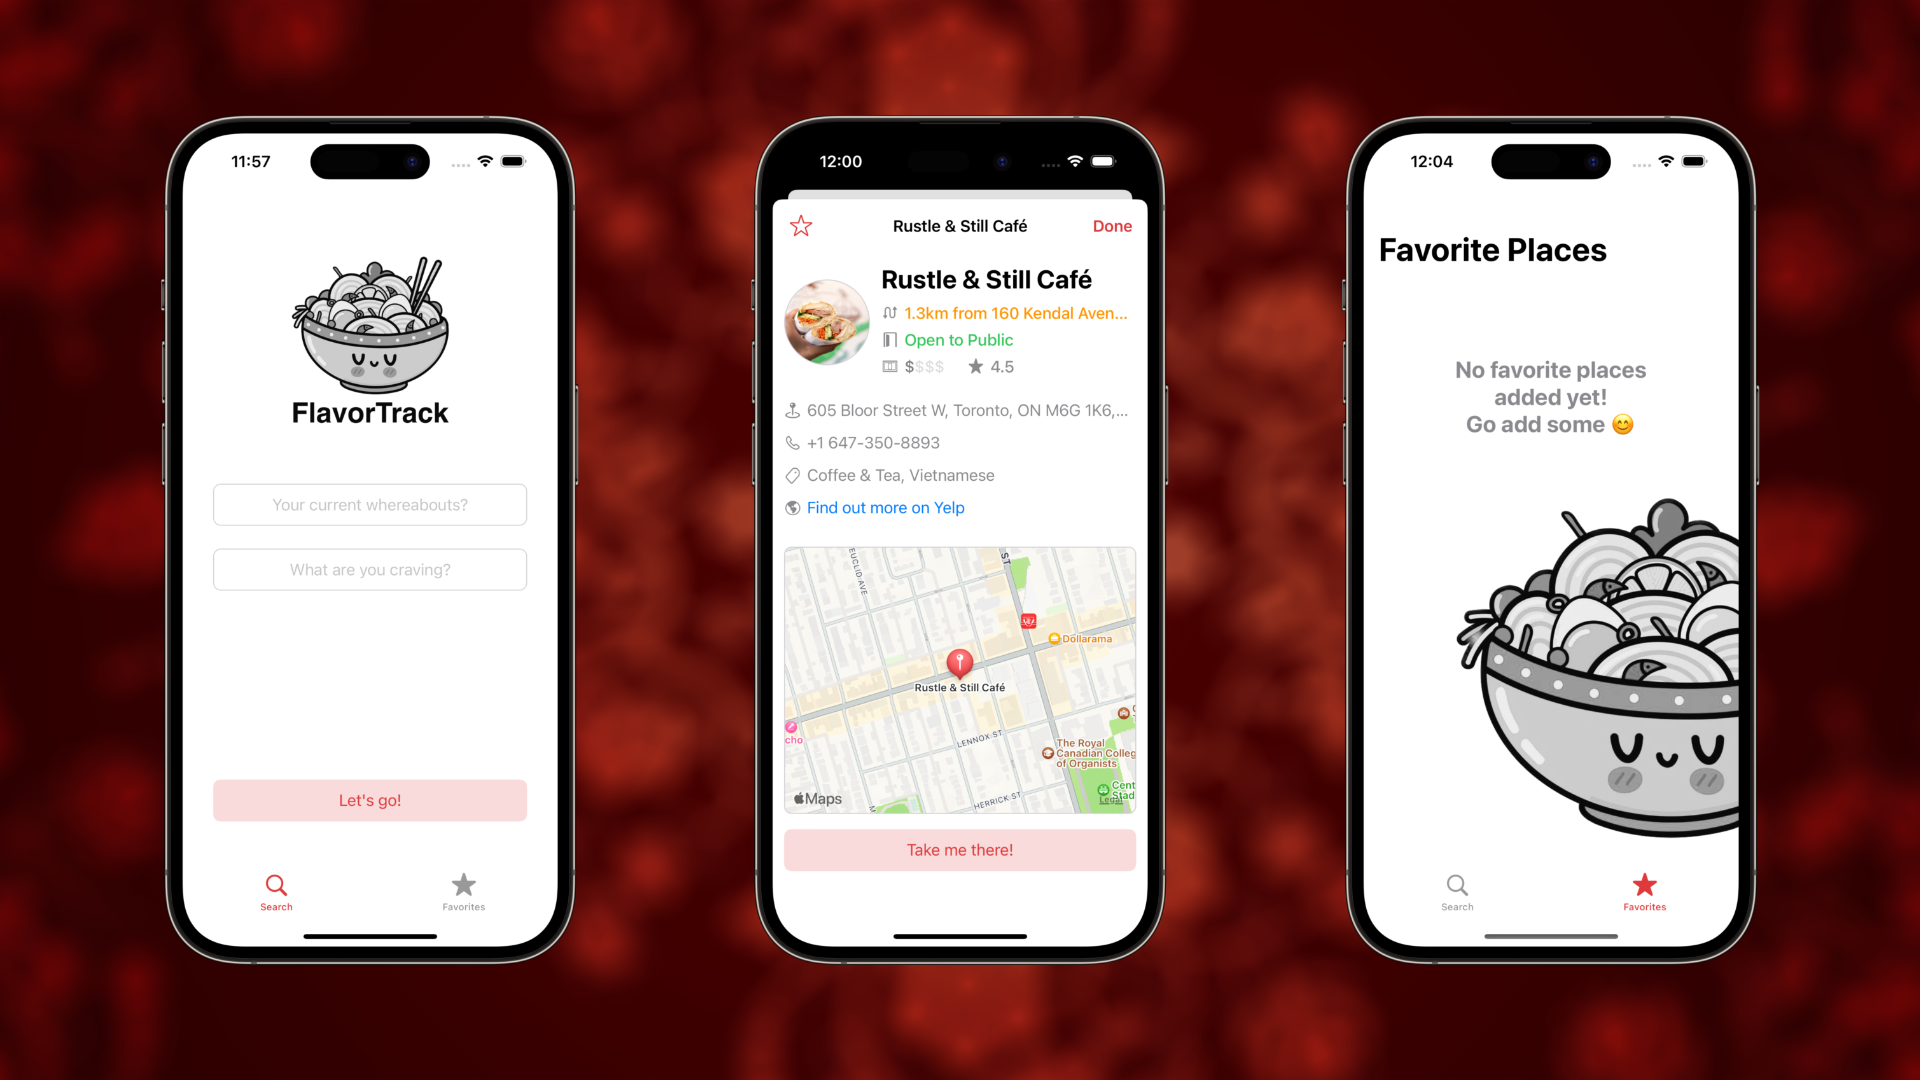 11:57
FlavorTrack
Your current whereabouts?
What are you craving?
Let's go!
Search
Favorites
12:00
Rustle & Still Café
Done
Rustle & Still Café
1.3km from 160 Kendal Aven...
Open to Public
$$$$
4.5
605 Bloor Street W, Toronto, ON M6G 1K6,...
+1 647-350-8893
Coffee & Tea, Vietnamese
Find out more on Yelp
EUCLID AVE
ST
Dollarama
Rustle & Still Café
cho
LENNOX ST
The Royal
Canadian Colleg
of Organists
Cent
Stad
Legal
HERRICK ST
M
Maps
Take me there!
12:04
Favorite Places
No favorite places
added yet!
Go add some 😊
Search
Favorites